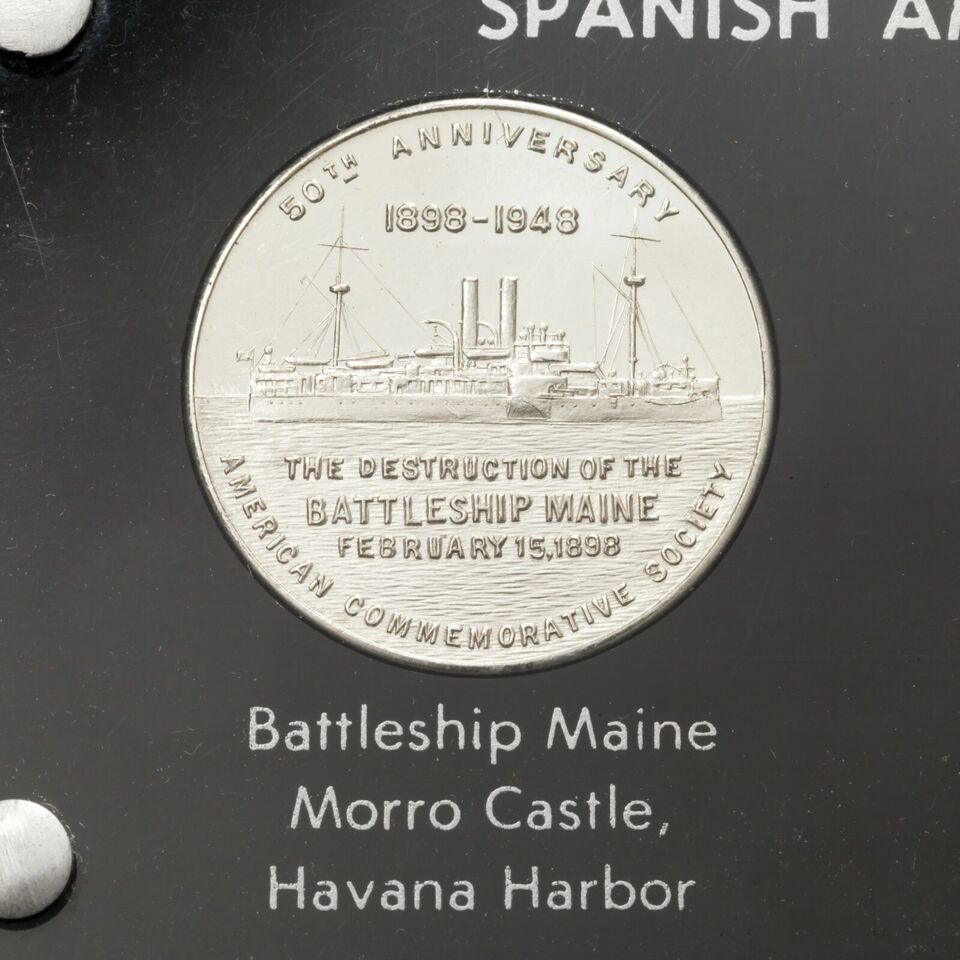 SPANISH
50TH ANNIVERSARY
1898-1948
THE DESTRUCTION OF THE
BATTLESHIP MAINE
FEBRUARY 15, 1898
AMERICAN COMMEMORATIVE SOCIETY
Battleship Maine
Morro Castle,
Havana Harbor